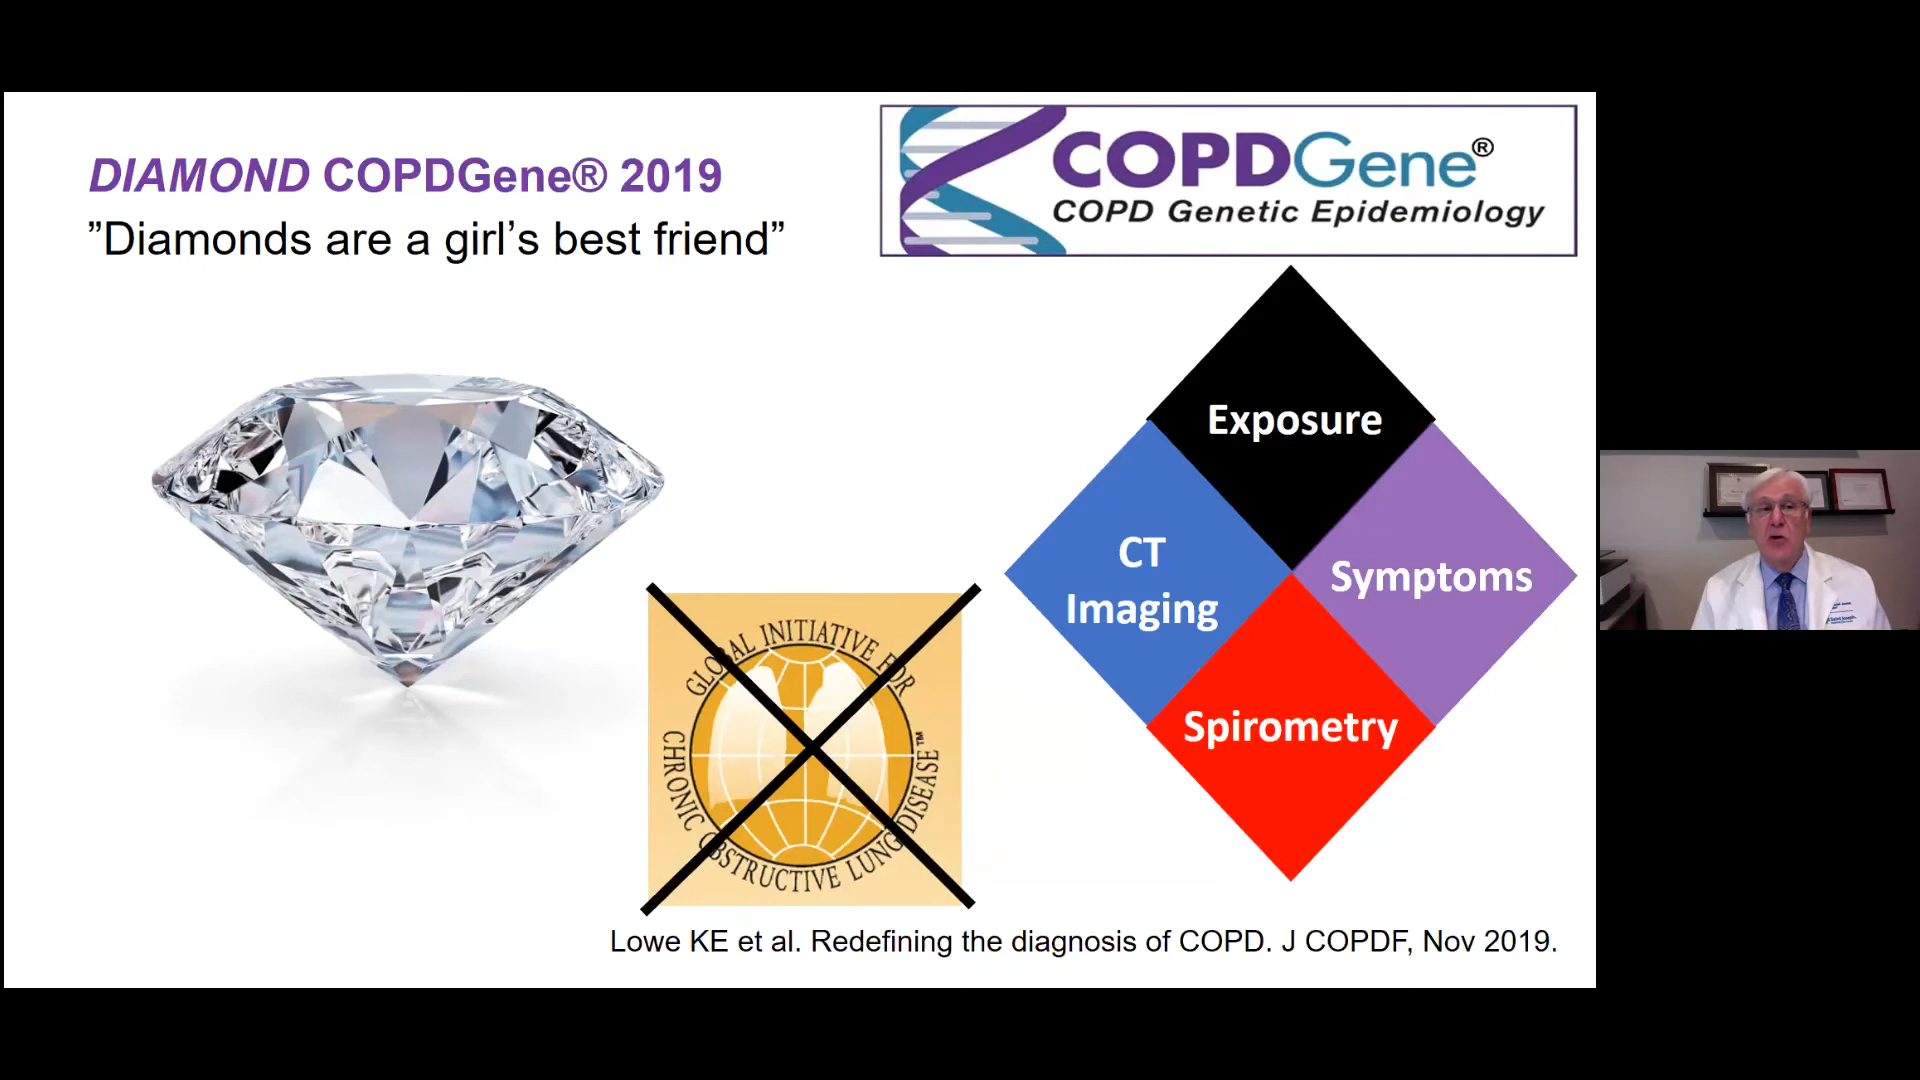 DIAMOND COPDGene® 2019
”Diamonds are a girl’s best friend”
COPDGene®
COPD Genetic Epidemiology
Exposure
CT
Imaging
Symptoms
Spirometry
GLOBAL INITIATIVE FOR
CHRONIC OBSTRUCTIVE LUNG DISEASE™
Lowe KE et al. Redefining the diagnosis of COPD. J COPDF, Nov 2019.